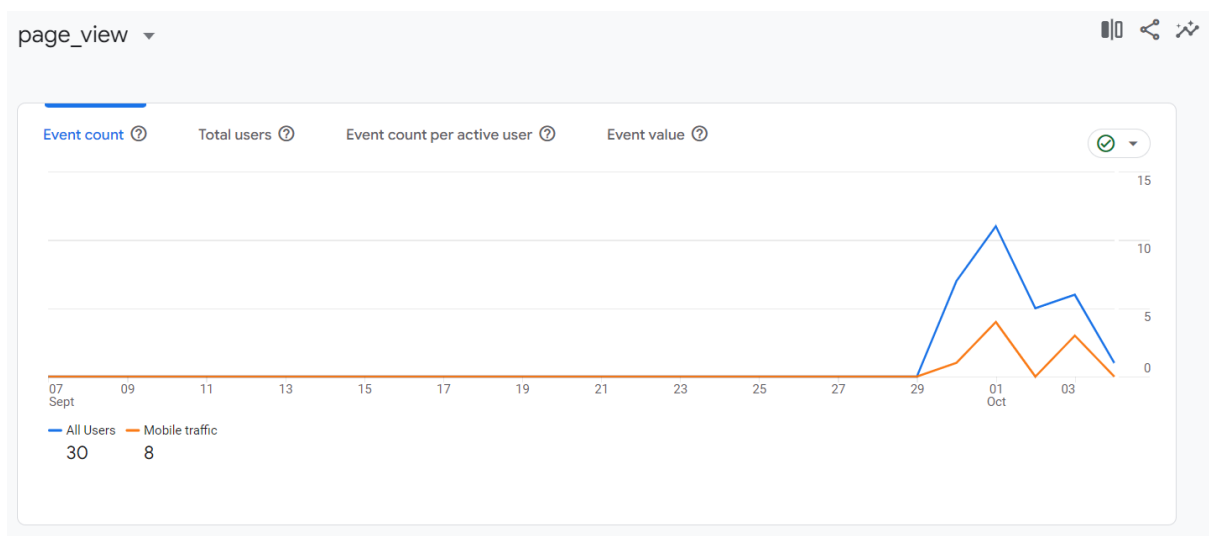 page_view
Event count Total users Event count per active user Event value
15
10
5
0
07 09 11 13 15 17 19 21 23 25 27 29 01 03
Sept Oct
All Users Mobile traffic
30 8